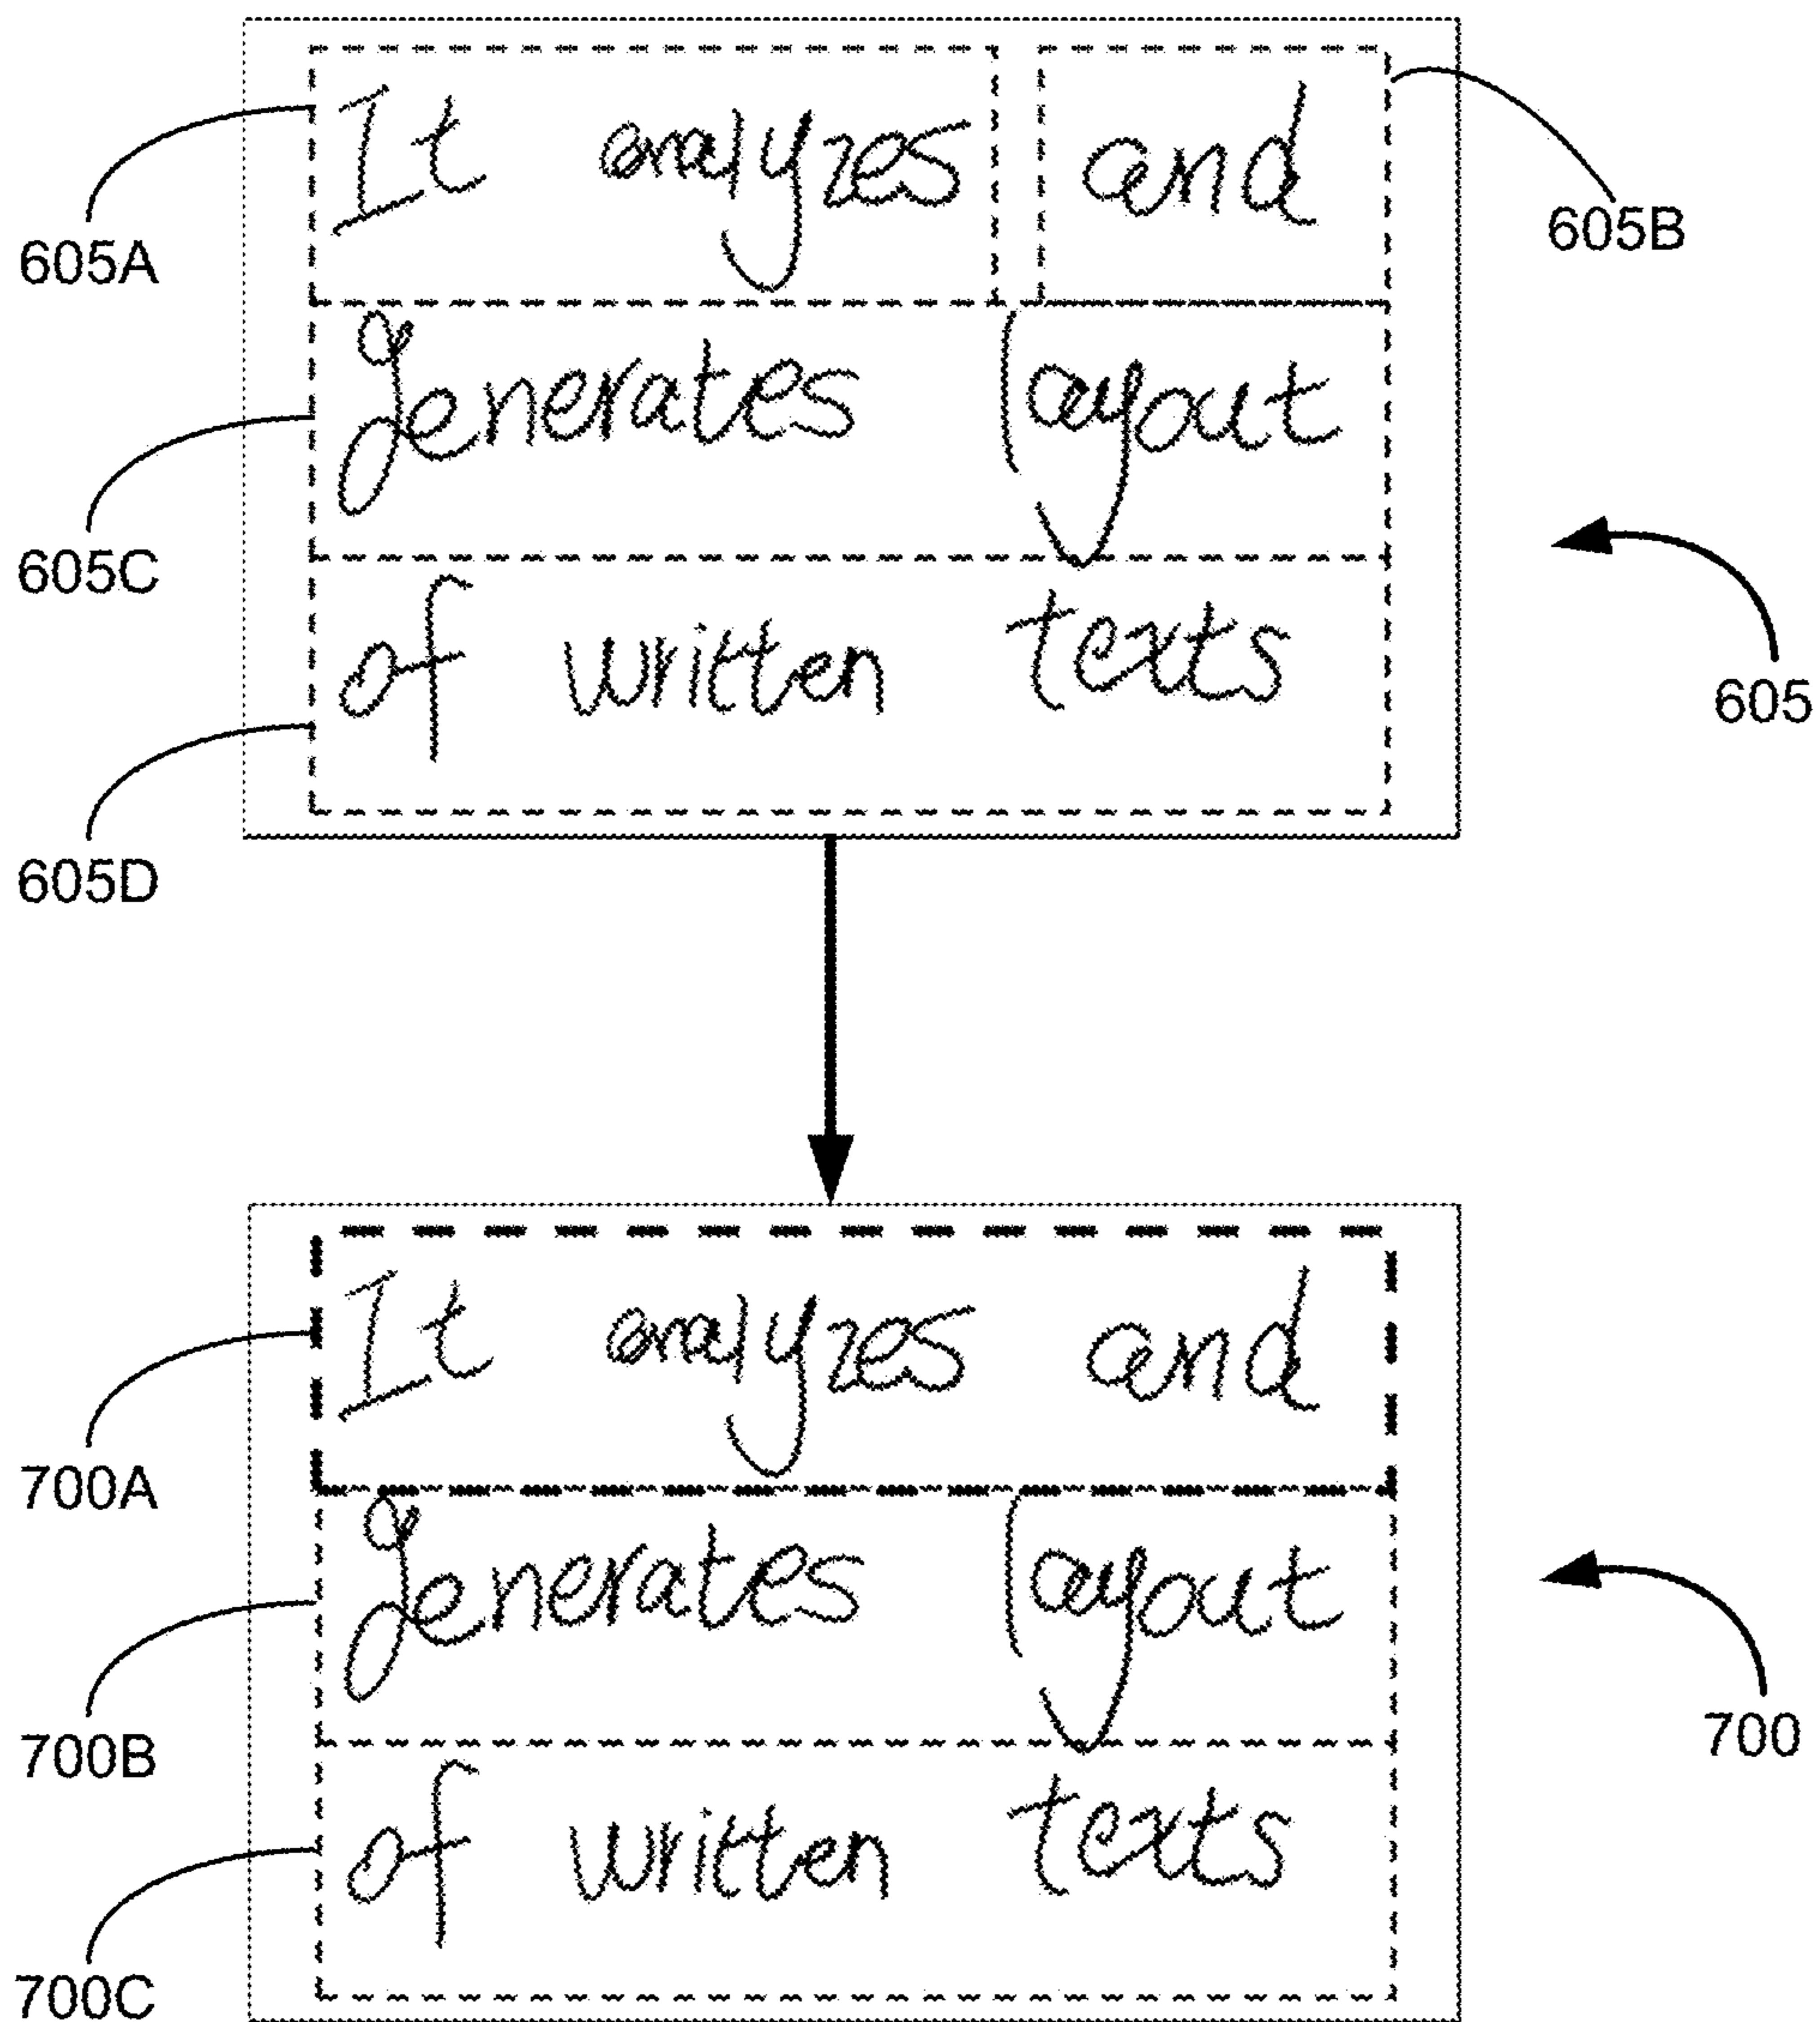 It analyzes and
605A
605B
generates layout
605C
of written texts
605
605D
It analyzes and
700A
generates layout
700B
700
of written texts
700C